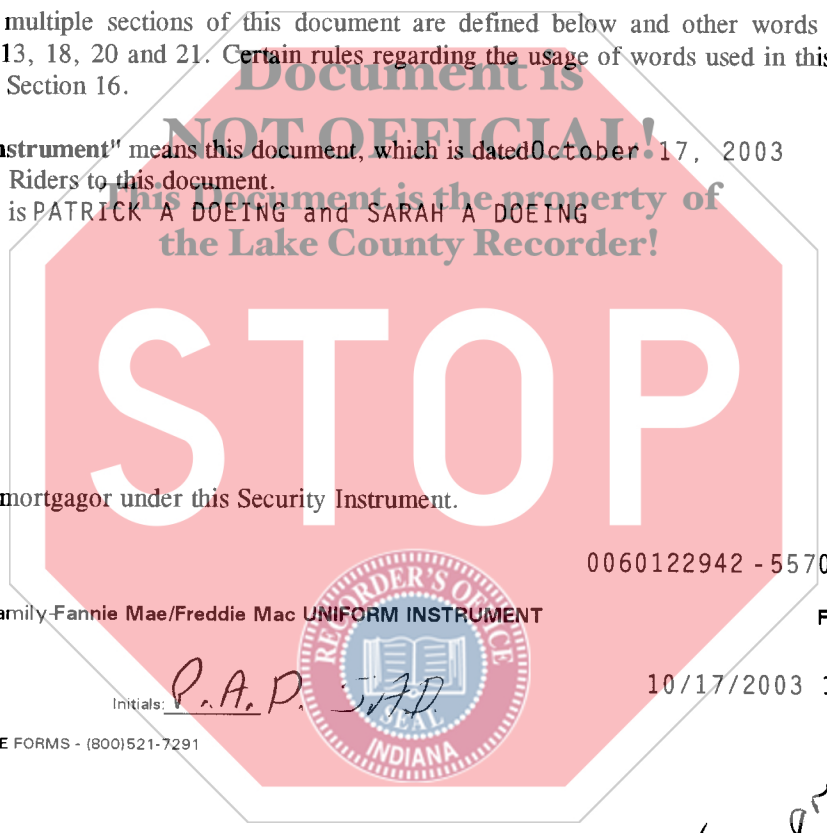 multiple sections of this document are defined below and other words
13, 18, 20 and 21. Certain rules regarding the usage of words used in this
Section 16.
Document is
NOT OFFICIAL!
nstrument" means this document, which is dated October 17, 2003
Riders to this document.
This Document is the property of
is PATRICK A DOEING and SARAH A DOEING
the Lake County Recorder!
STOP
mortgagor under this Security Instrument.
0060122942 - 5570
amily-Fannie Mae/Freddie Mac UNIFORM INSTRUMENT
RECORDER'S OFFICE
SEAL
INDIANA
Initials: P.A.D. S.A.D.
10/17/2003 1
E FORMS - (800)521-7291